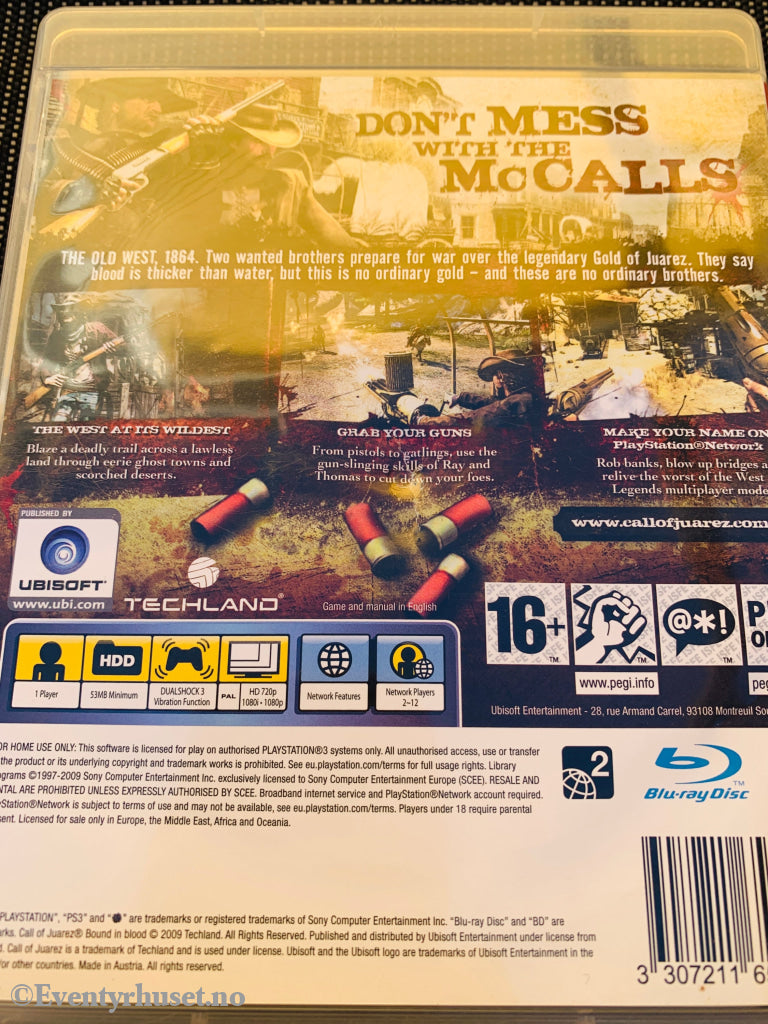 DON'T MESS
WITH THE
McCALLS
THE OLD WEST, 1864. Two wanted brothers prepare for war over the legendary Gold of Juarez. They say
blood is thicker than water, but this is no ordinary gold – and these are no ordinary brothers.
THE WEST AT ITS WILDEST
Blaze a deadly trail across a lawless
land through eerie ghost towns and
scorched deserts.
GRAB YOUR GUNS
From pistols to gatlings, use the
gun-slinging skills of Ray and
Thomas to cut down your foes.
MAKE YOUR NAME ON
PlayStation®Network
Rob banks, blow up bridges a
relive the worst of the West
Legends multiplayer mode
PUBLISHED BY
UBISOFT
www.ubi.com
TECHLAND
Game and manual in English
www.callofjuarez.com
16+
@*!
www.pegi.info
Ubisoft Entertainment - 28, rue Armand Carrel, 93108 Montreuil Sou
1 Player
HDD
53MB Minimum
DUALSHOCK 3
Vibration Function
PAL
HD 720p
1080i • 1080p
Network Features
Network Players
2~12
OR HOME USE ONLY: This software is licensed for play on authorised PLAYSTATION®3 systems only. All unauthorised access, use or transfer
the product or its underlying copyright and trademark works is prohibited. See eu.playstation.com/terms for full usage rights. Library
ograms ©1997-2009 Sony Computer Entertainment Inc. exclusively licensed to Sony Computer Entertainment Europe (SCEE). RESALE AND
NTAL ARE PROHIBITED UNLESS EXPRESSLY AUTHORISED BY SCEE. Broadband internet service and PlayStation®Network account required.
yStation®Network is subject to terms of use and may not be available, see eu.playstation.com/terms. Players under 18 require parental
sent. Licensed for sale only in Europe, the Middle East, Africa and Oceania.
2
Blu-ray Disc
PLAYSTATION", "PS3" and " " are trademarks or registered trademarks of Sony Computer Entertainment Inc. "Blu-ray Disc" and "BD" are
rks. Call of Juarez® Bound in blood © 2009 Techland. All Rights Reserved. Published and distributed by Ubisoft Entertainment under license from
d. Call of Juarez is a trademark of Techland and is used under license. Ubisoft and the Ubisoft logo are trademarks of Ubisoft Entertainment in the
/or other countries. Made in Austria. All rights reserved.
3 307211 6
©Eventyrhuset.no